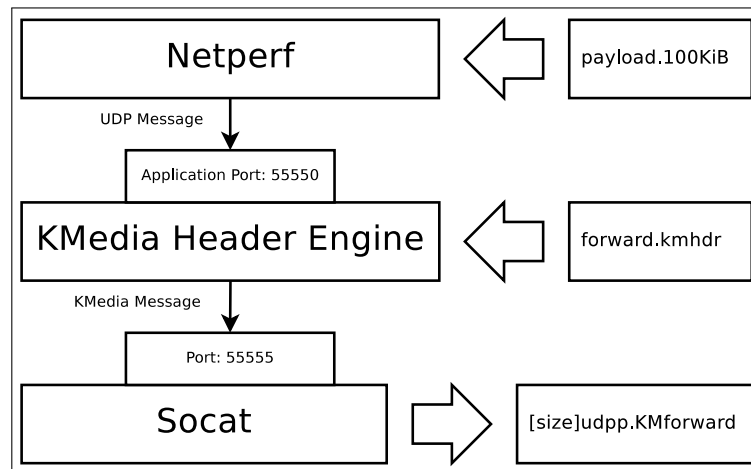 Netperf
payload.100KiB
UDP Message
Application Port: 55550
KMedia Header Engine
forward.kmhdr
KMedia Message
Port: 55555
Socat
[size]udpp.KMforward